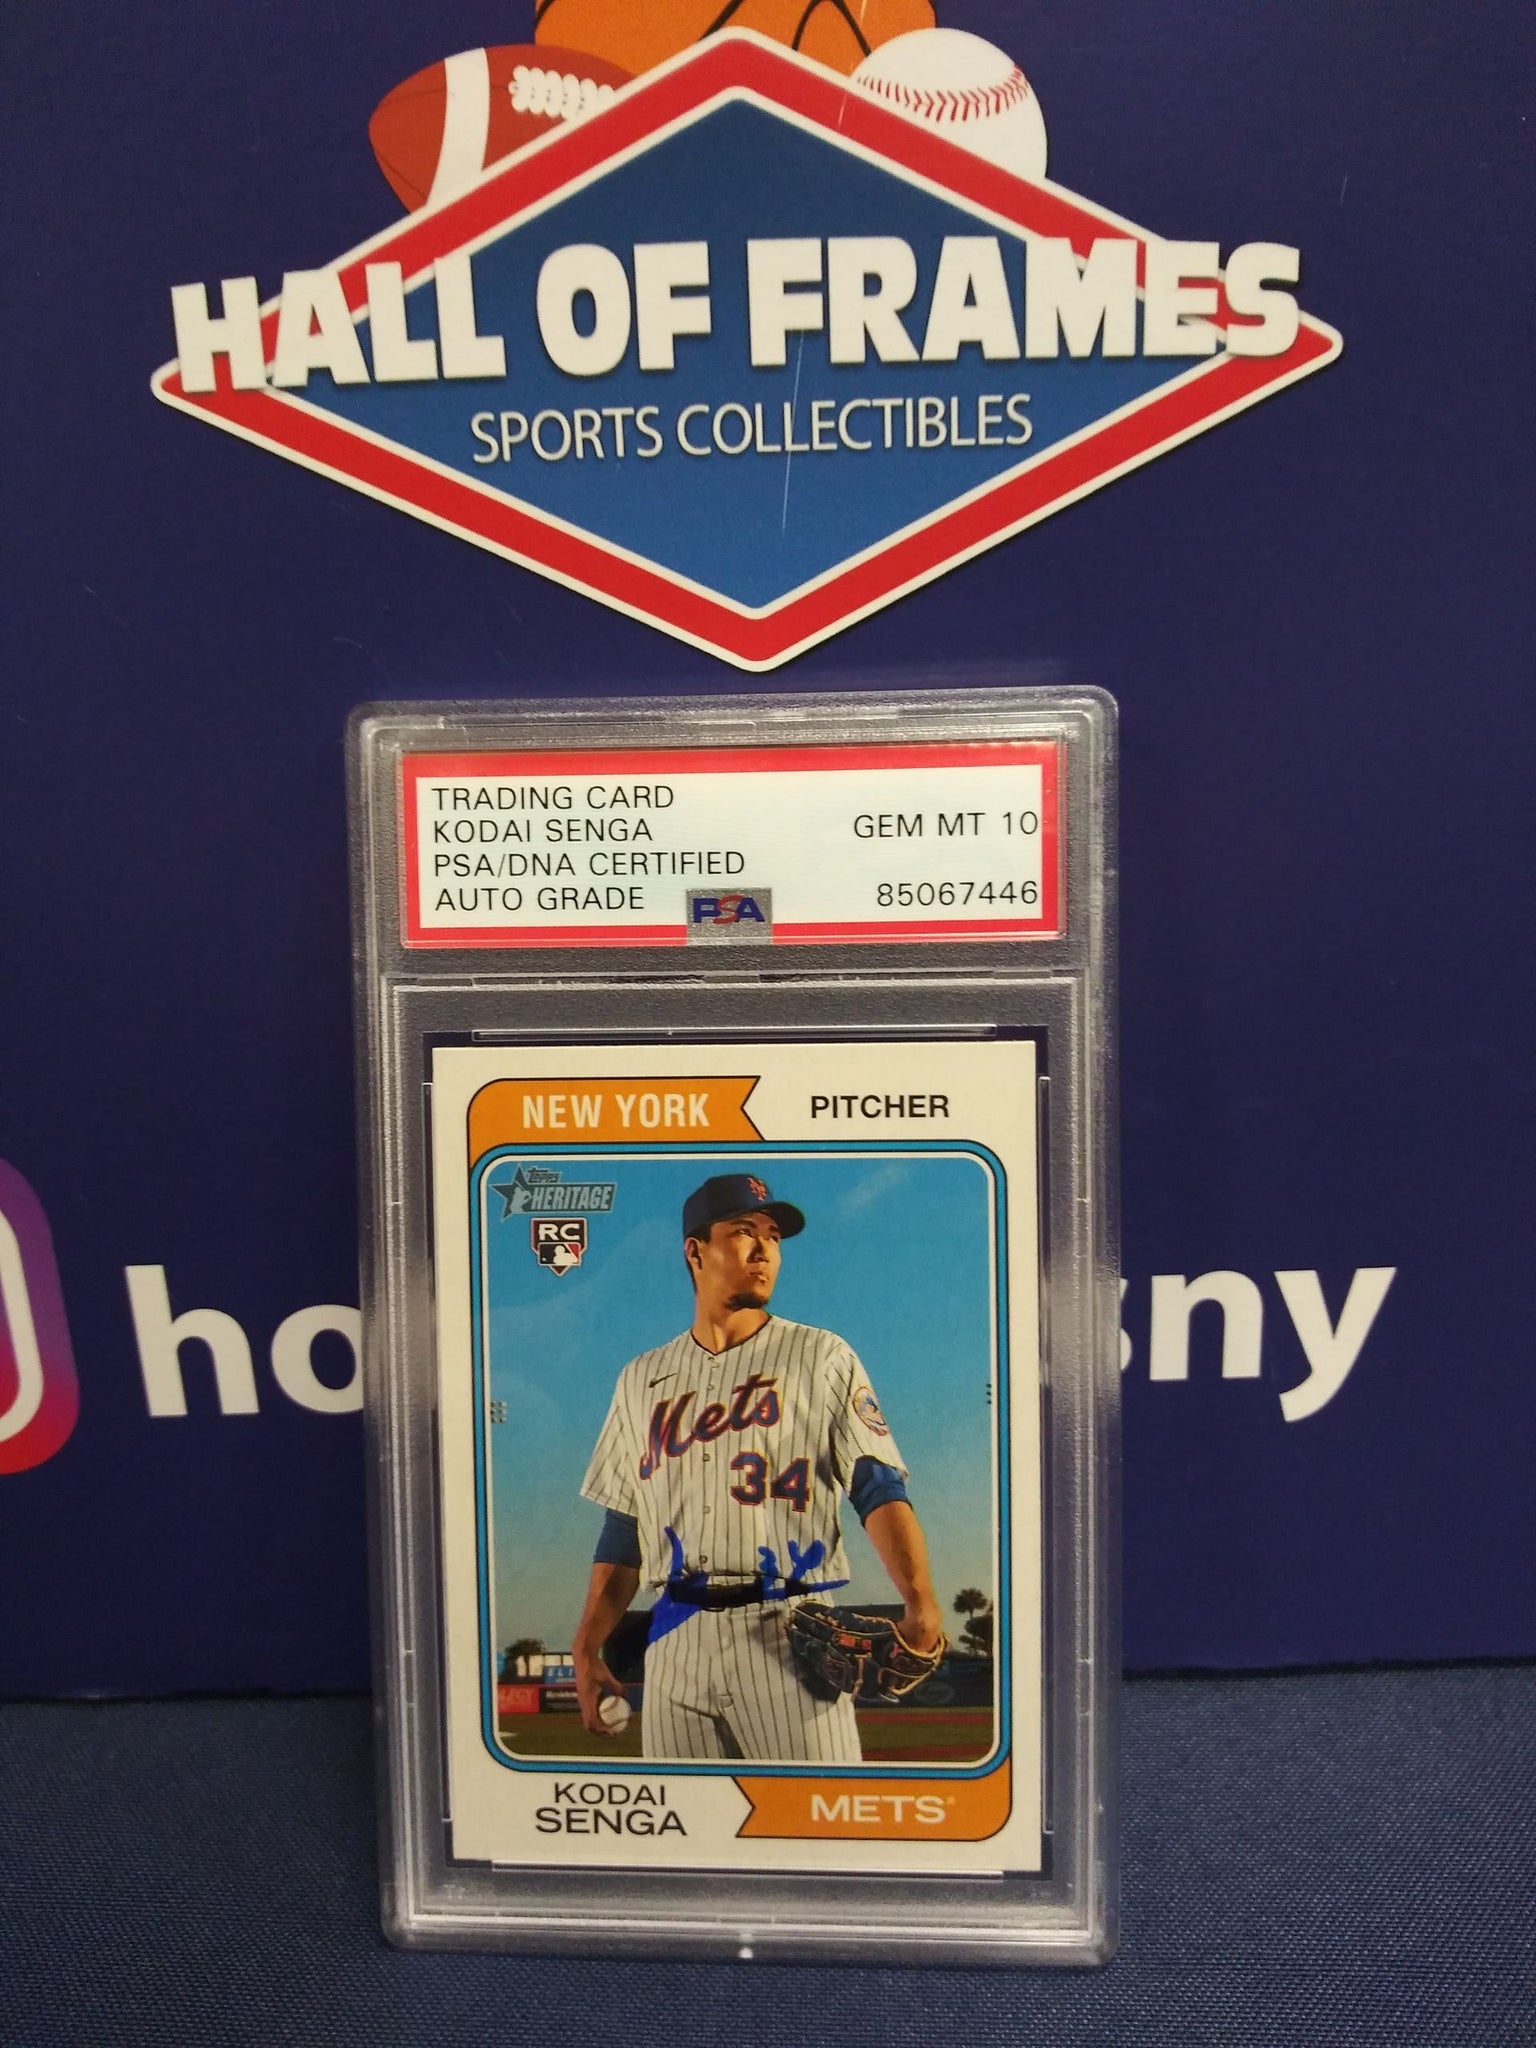 HALL OF FRAMES
SPORTS COLLECTIBLES
TRADING CARD
KODAI SENGA
PSA/DNA CERTIFIED
AUTO GRADE
GEM MT 10
85067446
PSA
NEW YORK
PITCHER
Topps
HERITAGE
RC
Mets
34
34
KODAI
SENGA
METS